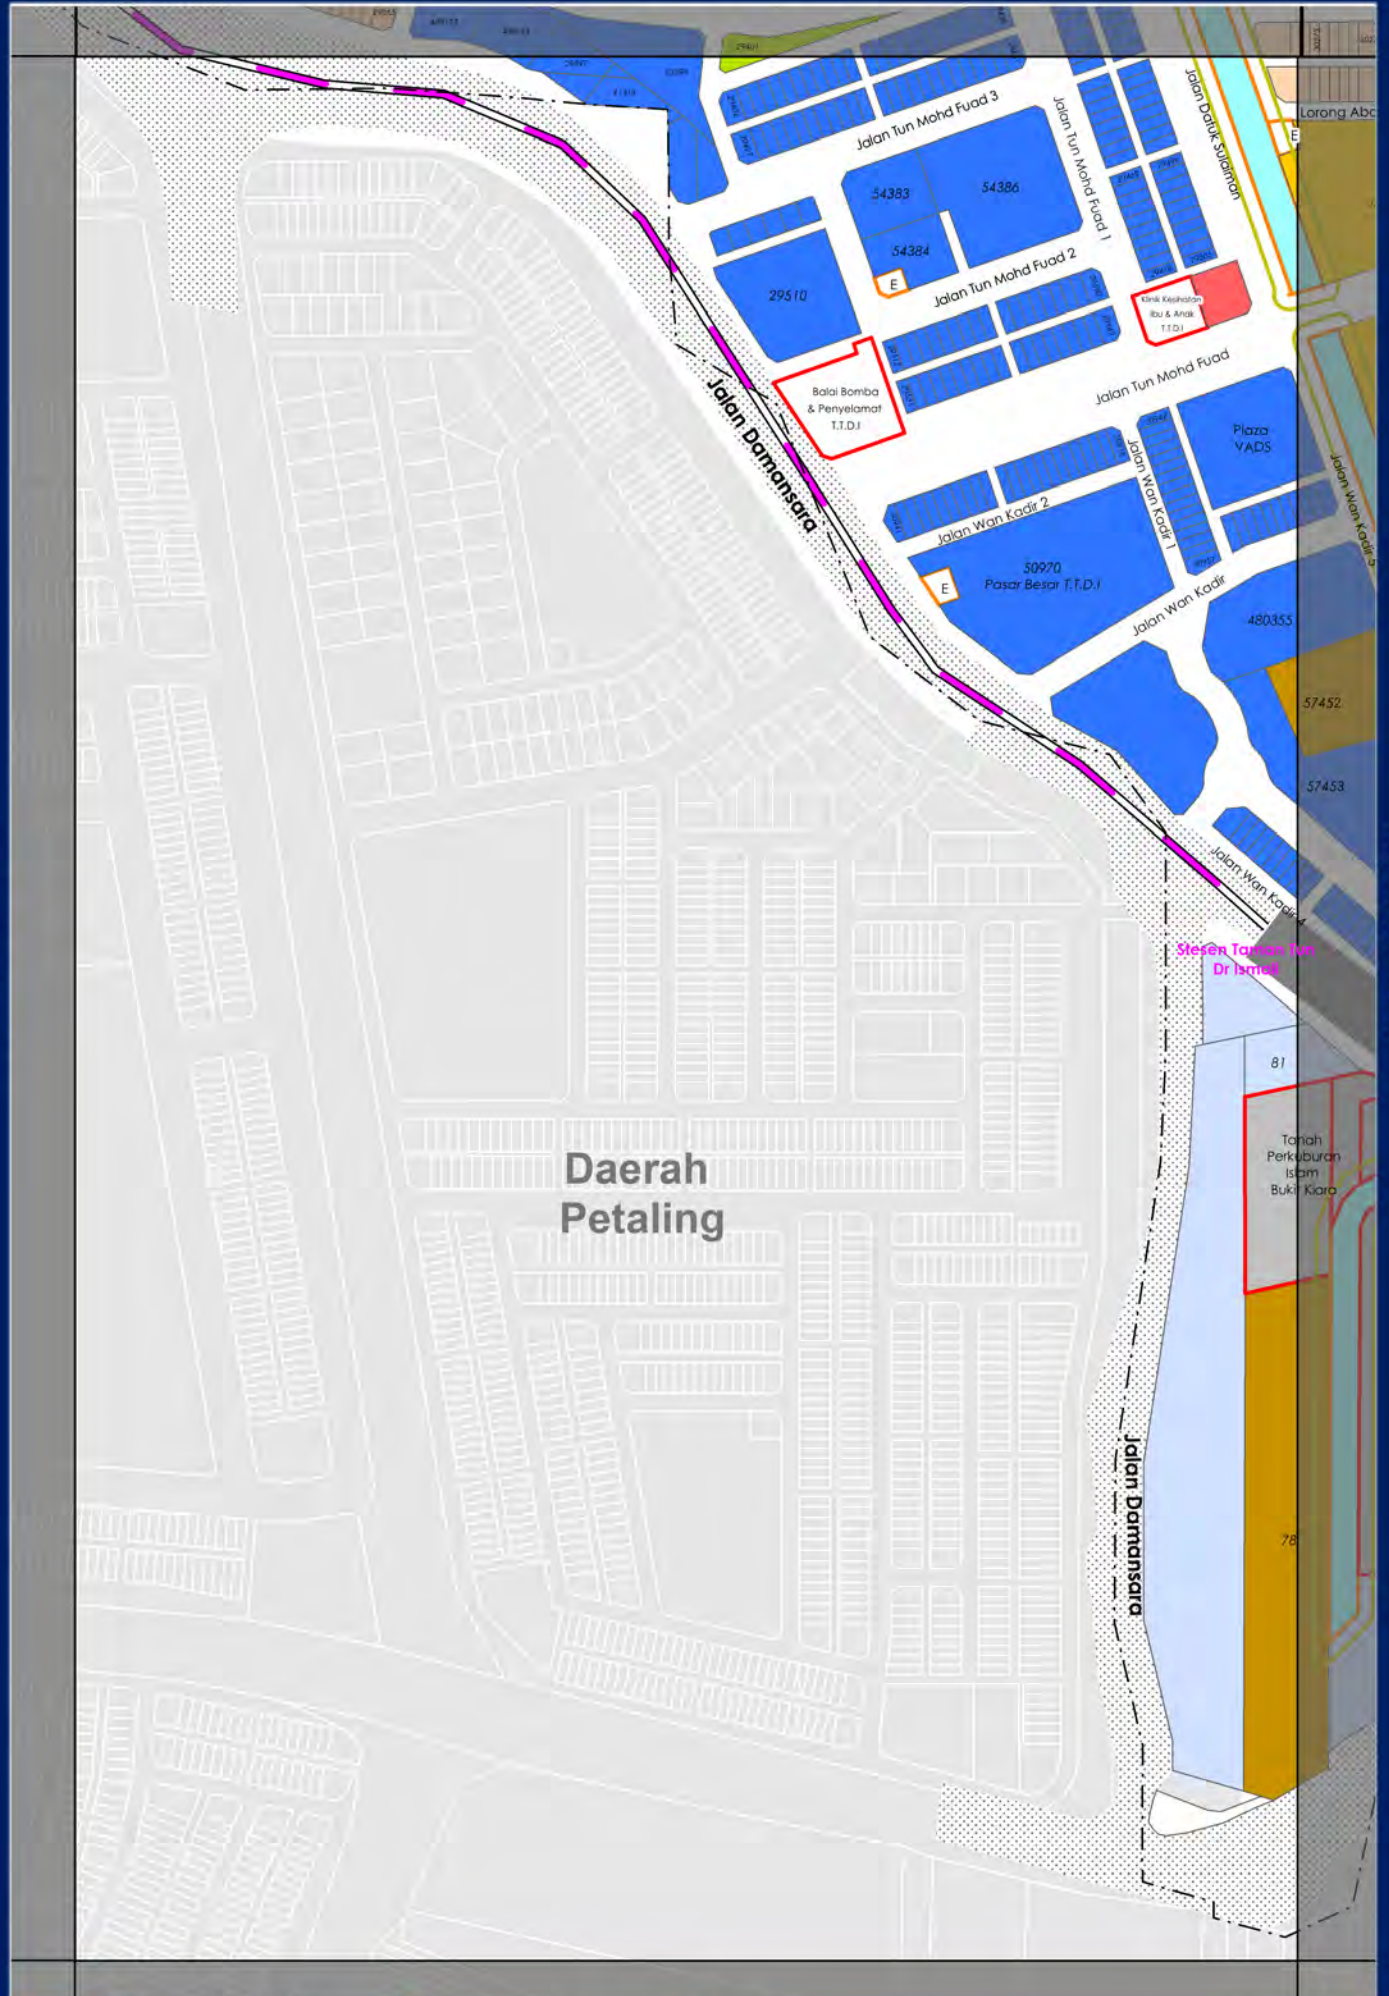 29401
Jalan Datuk Sulaiman
Lorong Abd
E
Jalan Tun Mohd Fuad 3
Jalan Tun Mohd Fuad 1
54383
54386
54384
E
Jalan Tun Mohd Fuad 2
29510
Klinik Kesihatan
Ibu & Anak
T.T.D.I
Jalan Tun Mohd Fuad
Balai Bomba
& Penyelamat
T.T.D.I
Jalan Damansara
Plaza
VADS
Jalan Wan Kadir 5
Jalan Wan Kadir 1
Jalan Wan Kadir 2
50970
Pasar Besar T.T.D.I
E
Jalan Wan Kadir
480355
57452
57453
Jalan Wan Kadir 4
Stesen Taman Tun
Dr Ismail
81
Tanah
Perkuburan
Islam
Bukit Kiara
Daerah
Petaling
Jalan Damansara
78